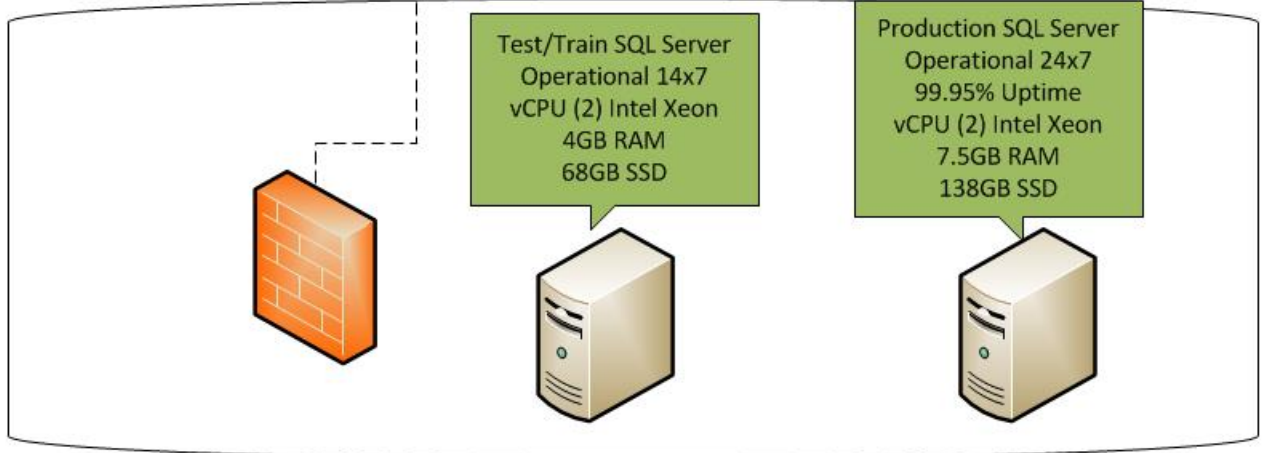 Test/Train SQL Server
Operational 14x7
vCPU (2) Intel Xeon
4GB RAM
68GB SSD
Production SQL Server
Operational 24x7
99.95% Uptime
vCPU (2) Intel Xeon
7.5GB RAM
138GB SSD